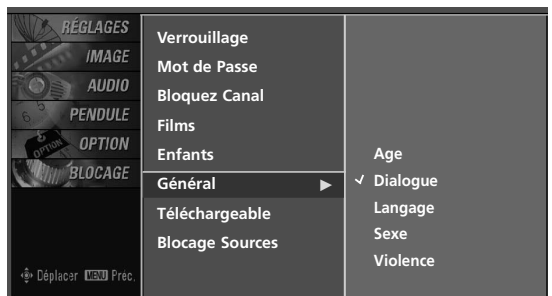 RÉGLAGES
IMAGE
AUDIO
PENDULE
OPTION
BLOCAGE
Déplacer MENU Préc.
Verrouillage
Mot de Passe
Bloquez Canal
Films
Enfants
Général ▶
Téléchargeable
Blocage Sources
Age
✓ Dialogue
Langage
Sexe
Violence